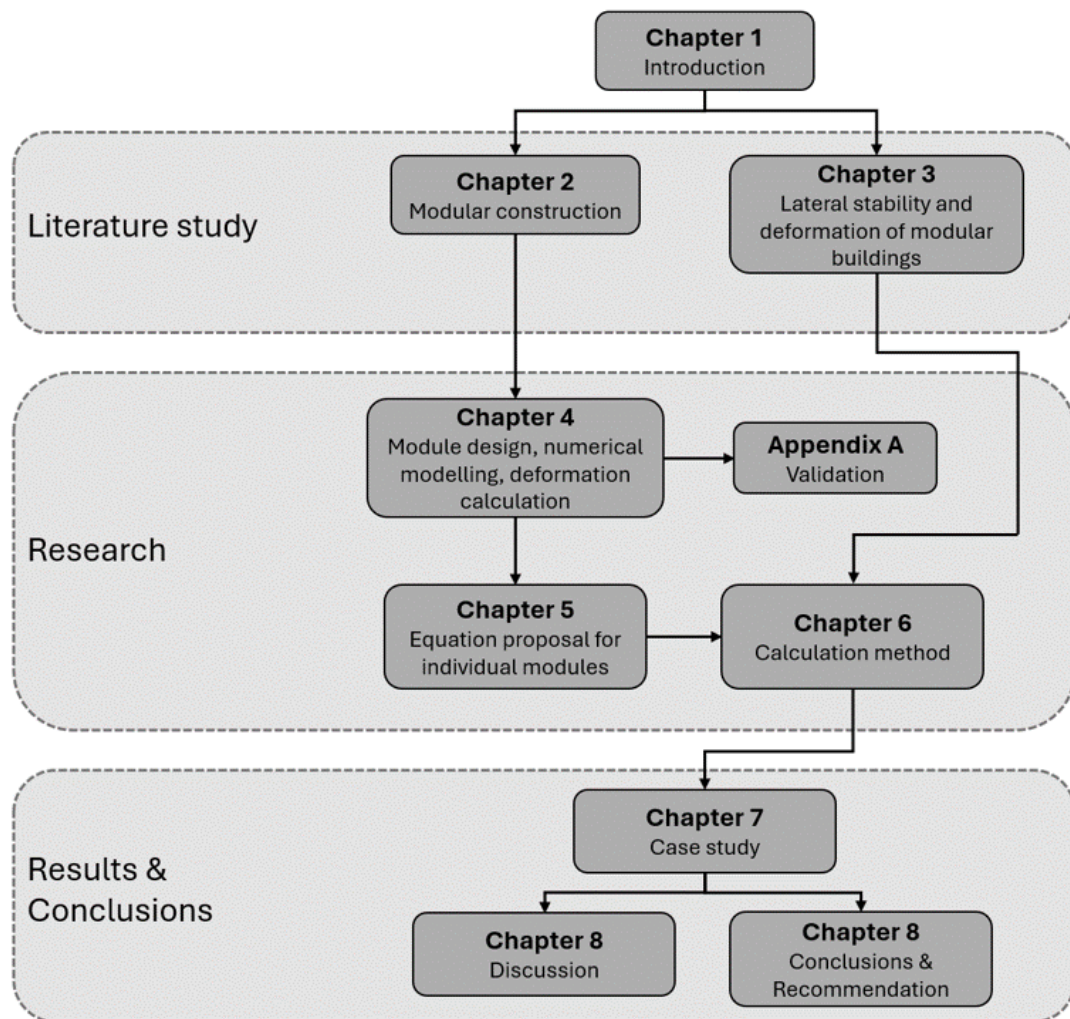 Chapter 1
Introduction
Literature study
Chapter 2
Modular construction
Chapter 3
Lateral stability and
deformation of modular
buildings
Research
Chapter 4
Module design, numerical
modelling, deformation
calculation
Appendix A
Validation
Chapter 5
Equation proposal for
individual modules
Chapter 6
Calculation method
Results &
Conclusions
Chapter 7
Case study
Chapter 8
Discussion
Chapter 8
Conclusions &
Recommendation